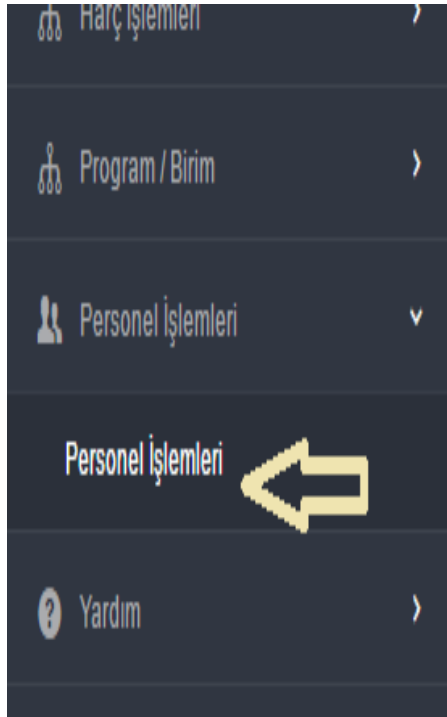 Harç İşlemleri
Program / Birim
Personel İşlemleri
Personel İşlemleri
Yardım